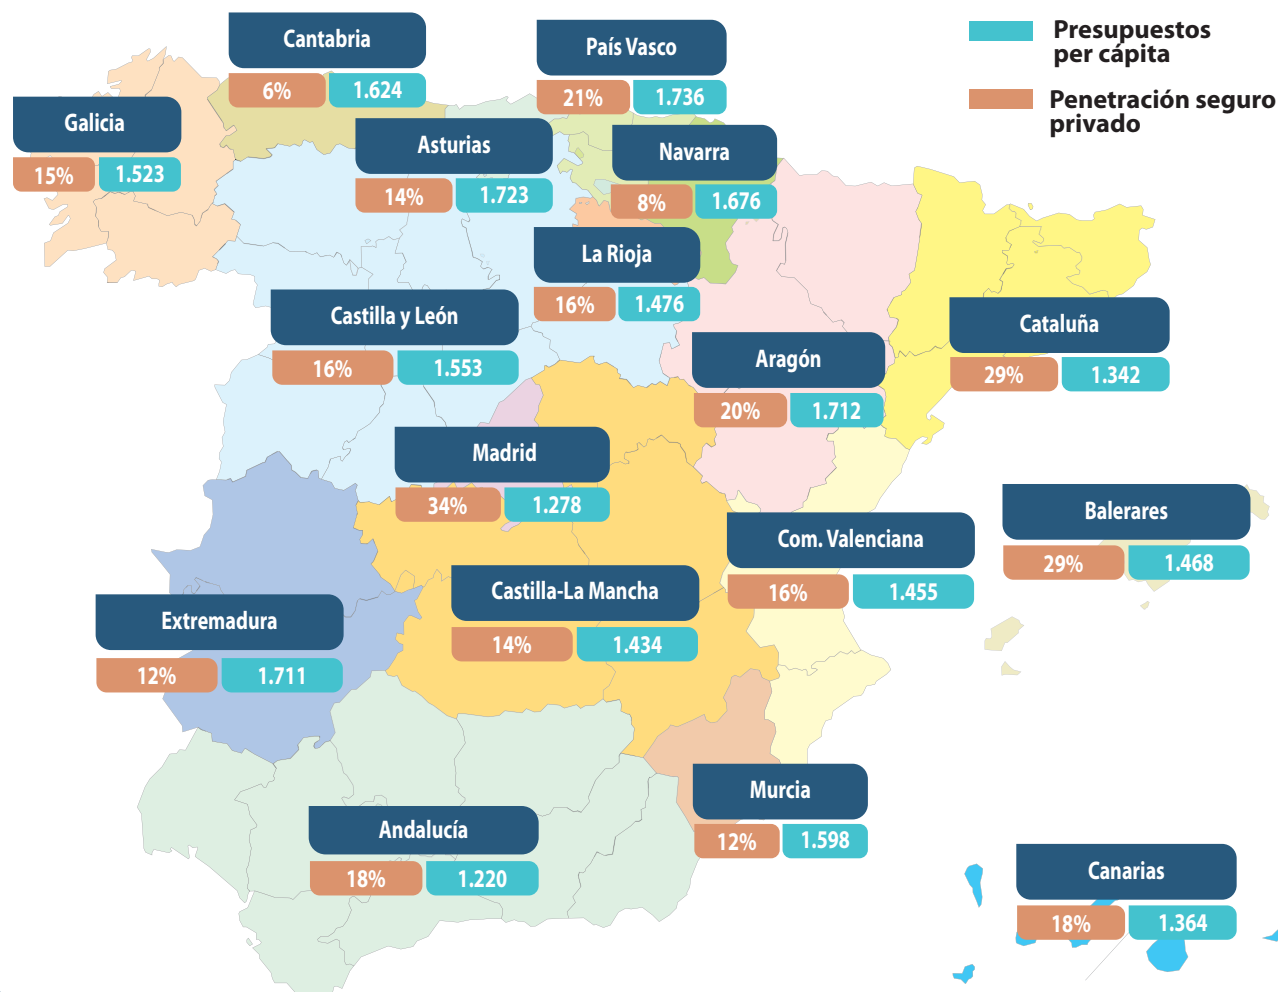 Presupuestos
per cápita
Penetración seguro
privado
Cantabria
6% 1.624
País Vasco
21% 1.736
Galicia
15% 1.523
Asturias
14% 1.723
Navarra
8% 1.676
La Rioja
16% 1.476
Castilla y León
16% 1.553
Cataluña
29% 1.342
Aragón
20% 1.712
Madrid
34% 1.278
Balerares
29% 1.468
Com. Valenciana
16% 1.455
Castilla-La Mancha
14% 1.434
Extremadura
12% 1.711
Murcia
12% 1.598
Andalucía
18% 1.220
Canarias
18% 1.364